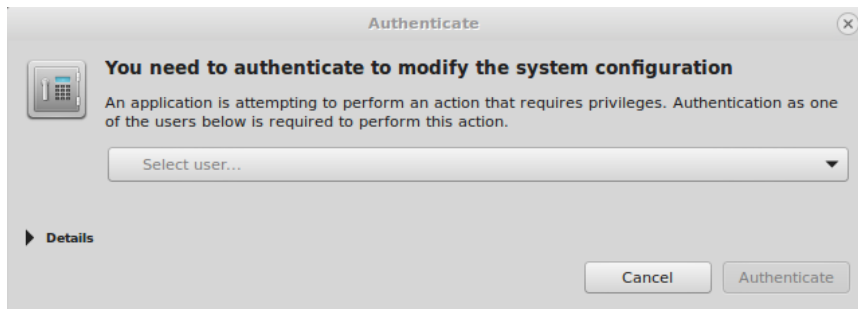 Authenticate
You need to authenticate to modify the system configuration
An application is attempting to perform an action that requires privileges. Authentication as one
of the users below is required to perform this action.
Select user...
Details
Cancel
Authenticate